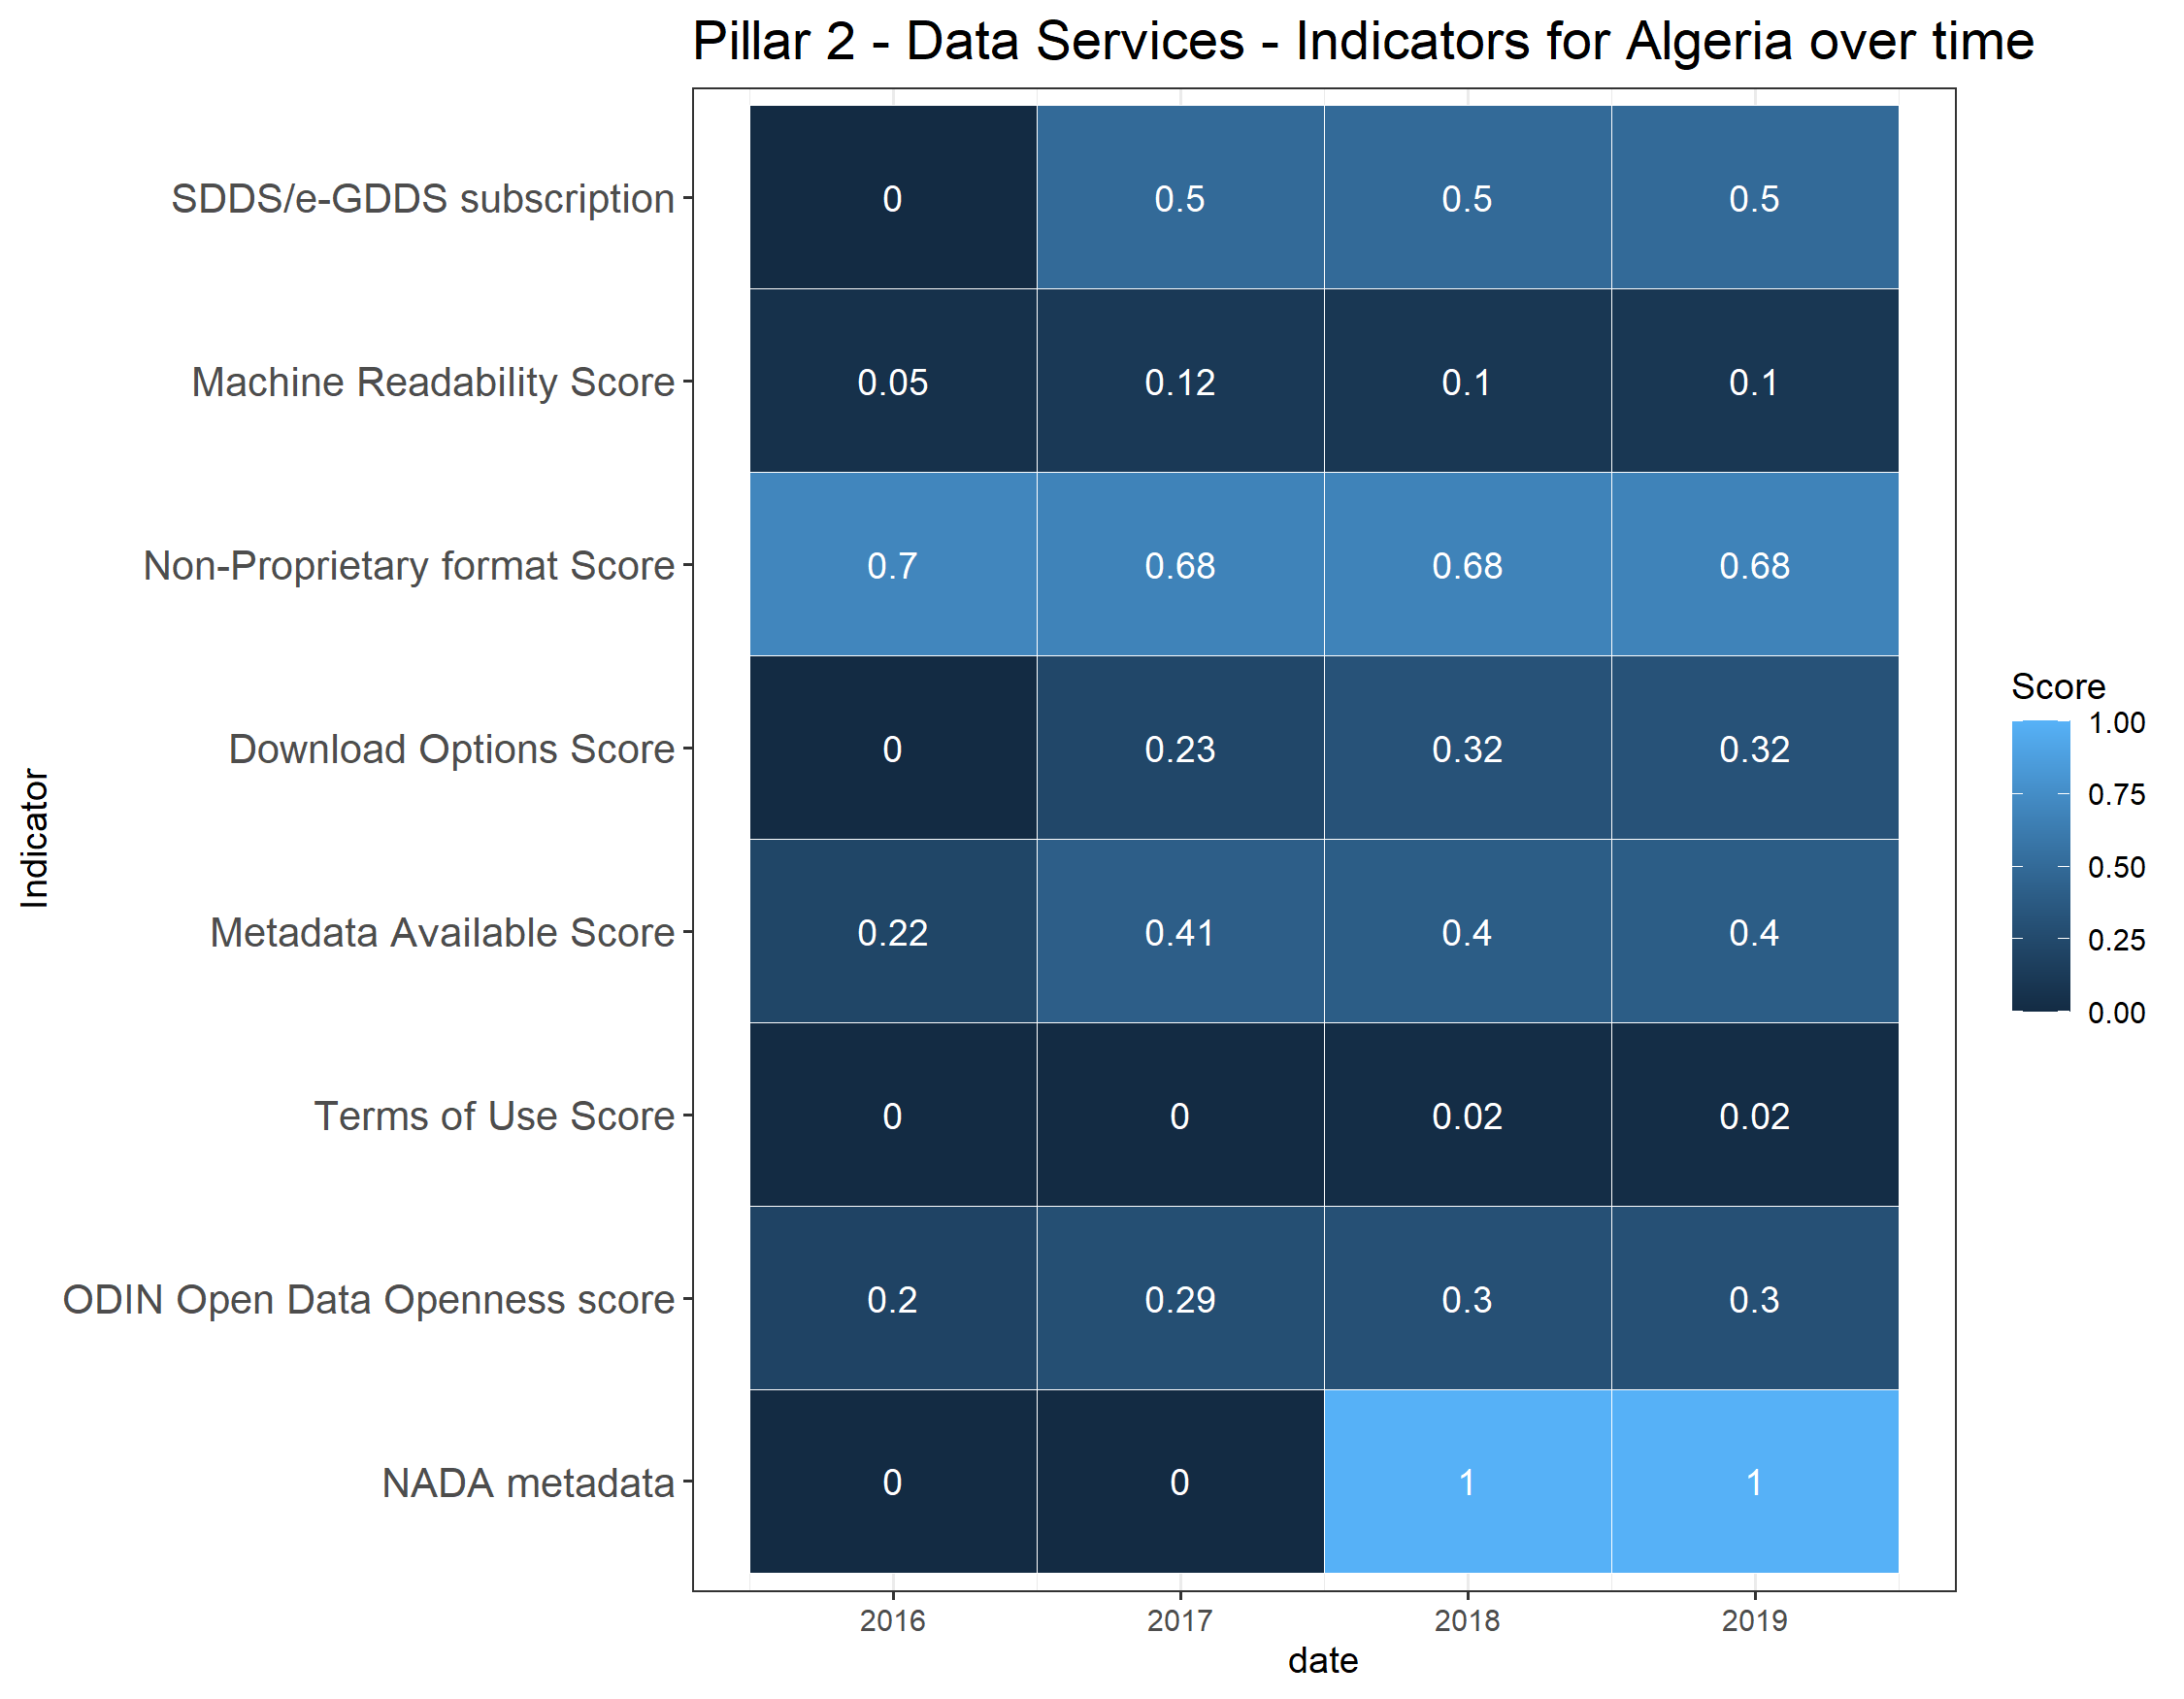 Pillar 2 - Data Services - Indicators for Algeria over time
SDDS/e-GDDS subscription 0 0.5 0.5 0.5
Machine Readability Score 0.05 0.12 0.1 0.1
Non-Proprietary format Score 0.7 0.68 0.68 0.68
Download Options Score 0 0.23 0.32 0.32
Metadata Available Score 0.22 0.41 0.4 0.4
Terms of Use Score 0 0 0.02 0.02
ODIN Open Data Openness score 0.2 0.29 0.3 0.3
NADA metadata 0 0 1 1
2016 2017 2018 2019
date
Indicator
Score
1.00
0.75
0.50
0.25
0.00